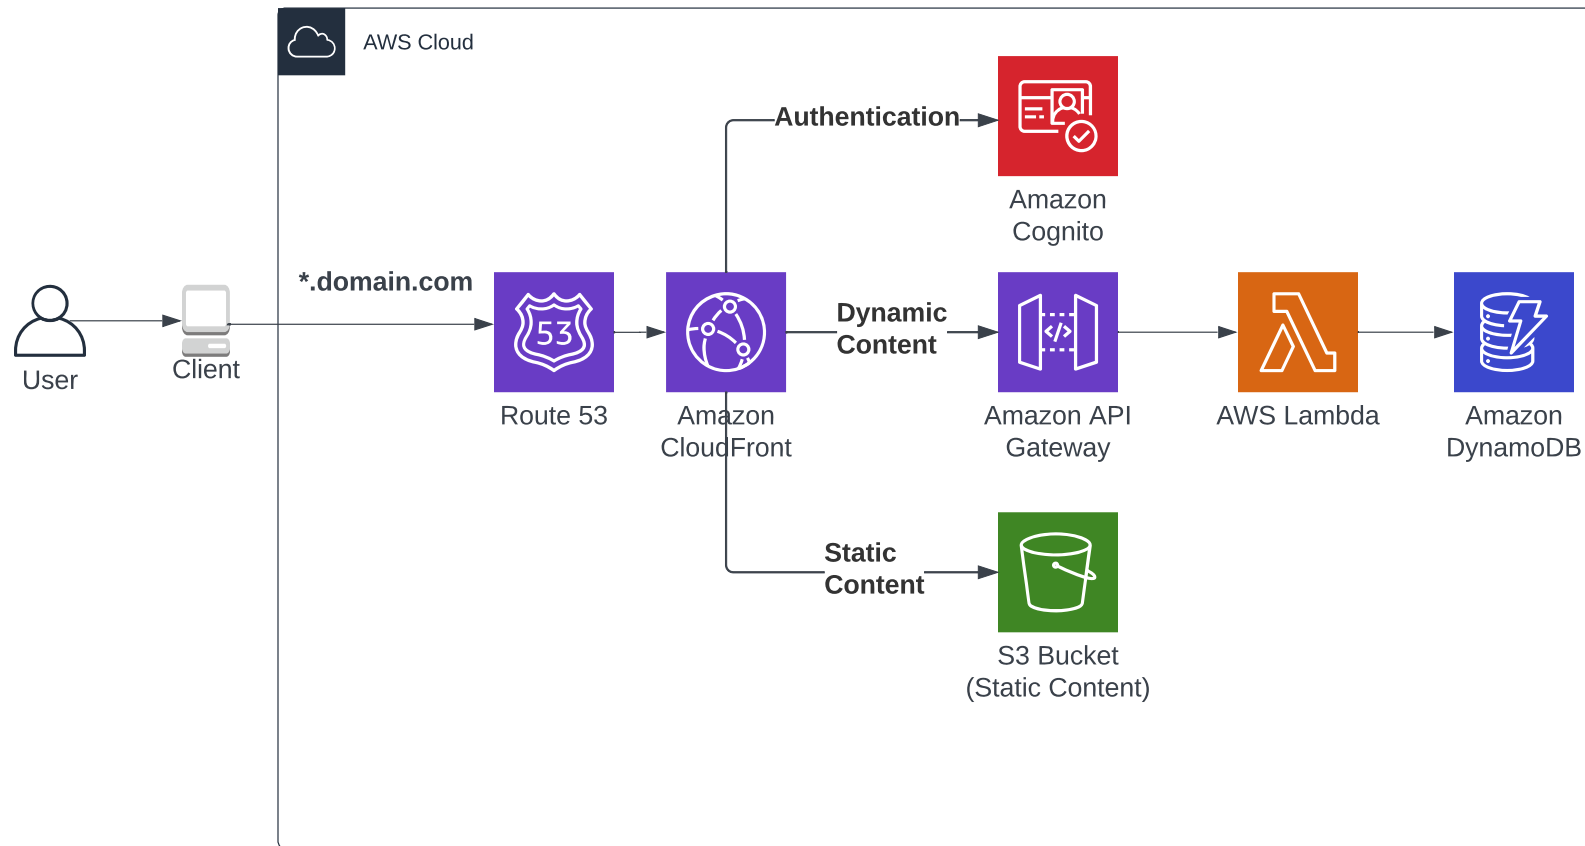 AWS Cloud
Authentication
Amazon
Cognito
*.domain.com
53
Dynamic
Content
User
Client
Route 53
Amazon
CloudFront
Amazon API
Gateway
AWS Lambda
Amazon
DynamoDB
Static
Content
S3 Bucket
(Static Content)